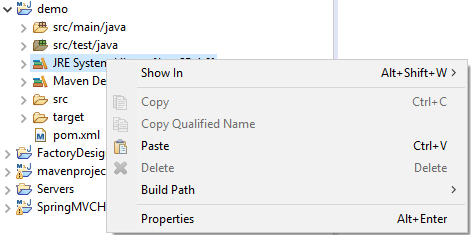 demo
src/main/java
src/test/java
JRE System
Maven De
src
target
pom.xml
FactoryDesig
mavenprojec
Servers
SpringMVCH
Show In Alt+Shift+W >
Copy Ctrl+C
Copy Qualified Name
Paste Ctrl+V
Delete Delete
Build Path >
Properties Alt+Enter